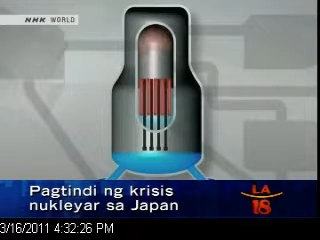 NHK WORLD
Pagtindi ng krisis
nukleyar sa Japan
LA
18
3/16/2011 4:32:26 PM